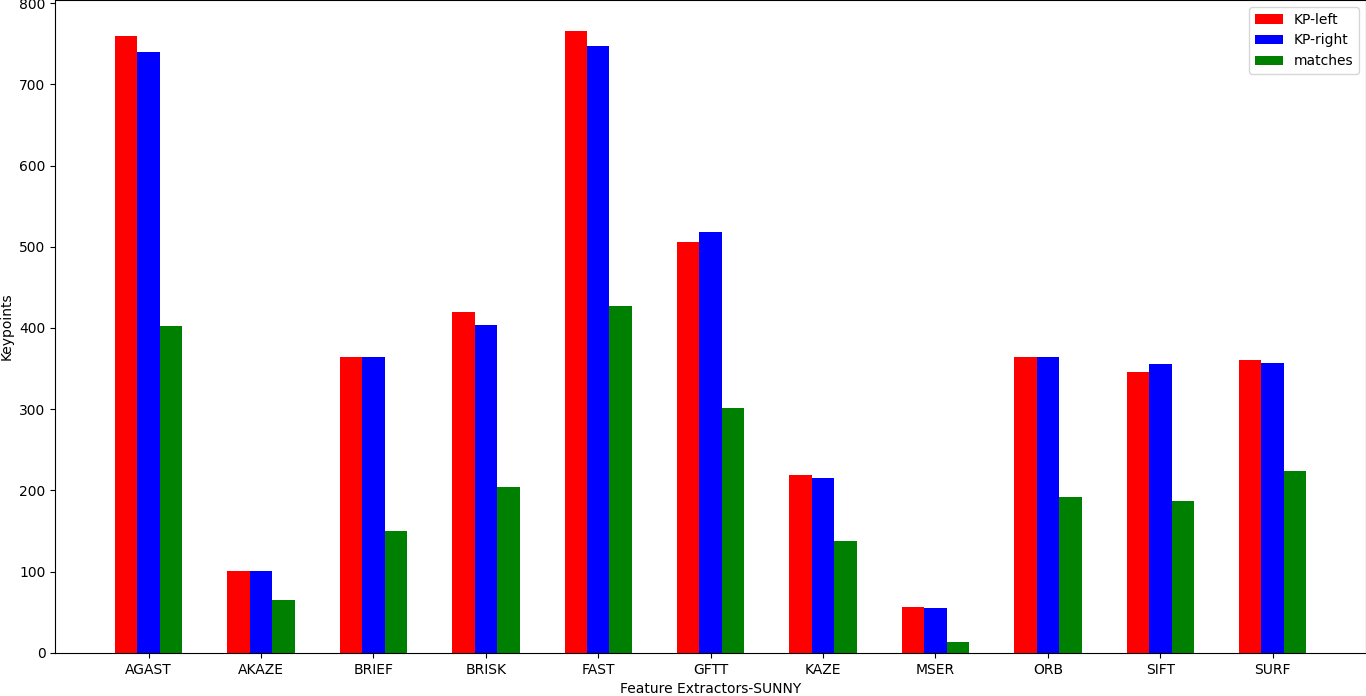 800
700
600
500
400
300
200
100
0
Keypoints
KP-left
KP-right
matches
AGAST AKAZE BRIEF BRISK FAST GFTT KAZE MSER ORB SIFT SURF
Feature Extractors-SUNNY